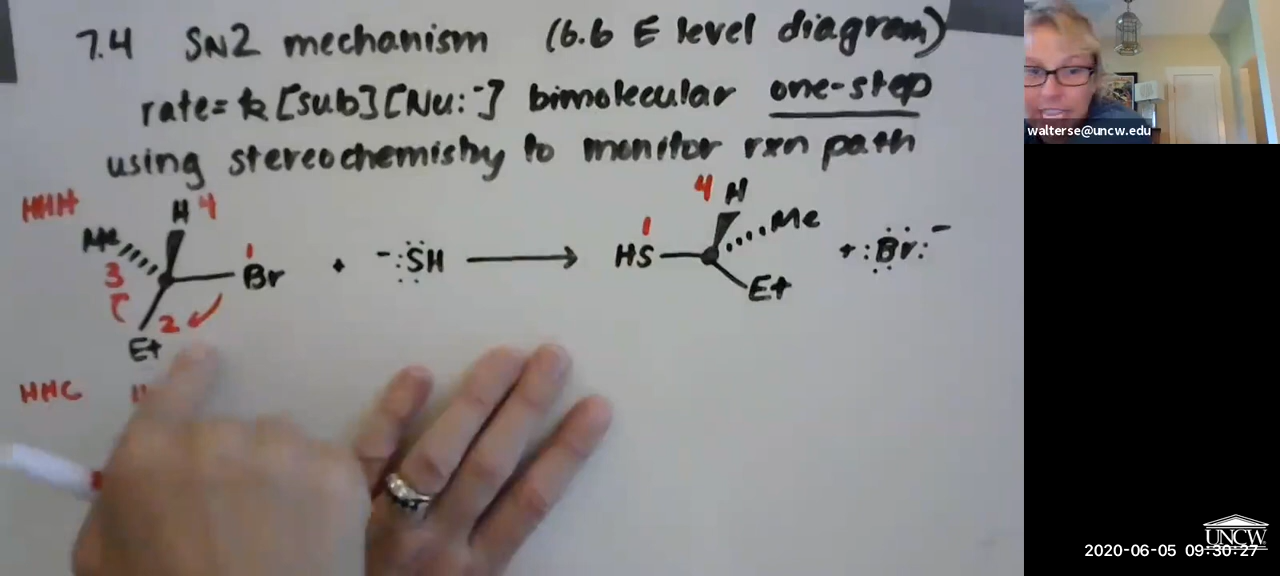 7.4 SN2 mechanism (6.6 E level diagram)
rate = k [sub][Nu:⁻] bimolecular one-step
using stereochemistry to monitor rxn path
walterse@uncw.edu
HHH
H 4
Me
3
1
Br
2
Et
HHC
+ ⁻:SH
4 H
1
HS
Me
Et
+ :Br:⁻
UNCW
2020-06-05 09:30:27